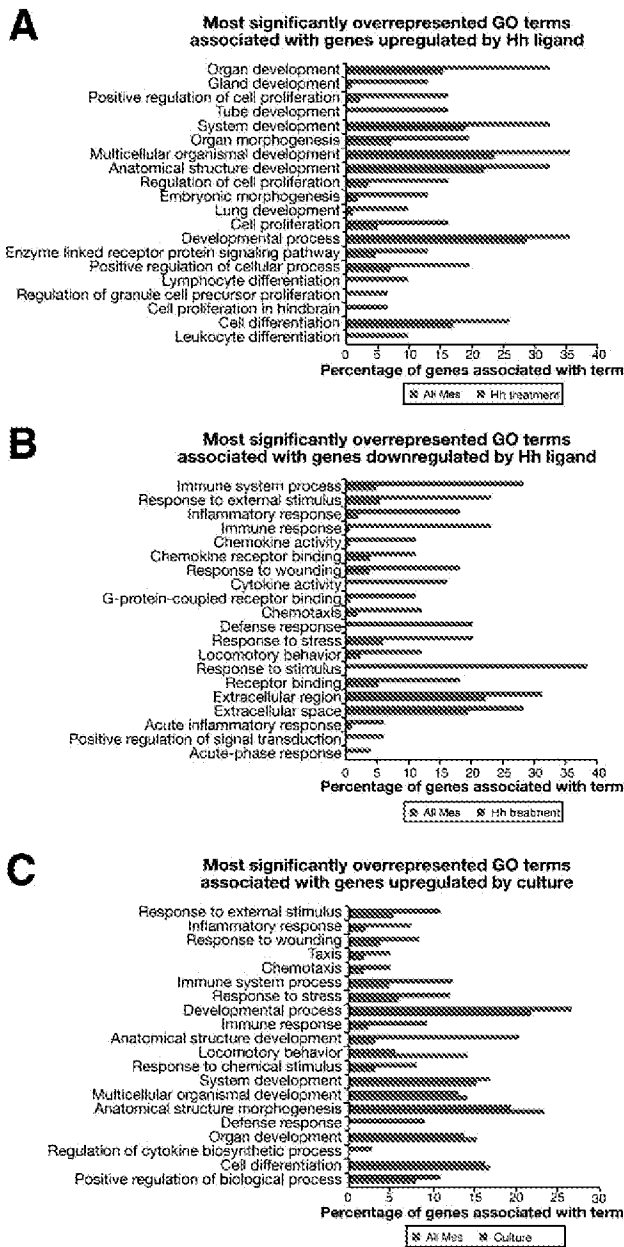 A
Most significantly overrepresented GO terms
associated with genes upregulated by Hh ligand
Organ development
Gland development
Positive regulation of cell proliferation
Tube development
System development
Organ morphogenesis
Multicellular organismal development
Anatomical structure development
Regulation of cell proliferation
Embryonic morphogenesis
Lung development
Cell proliferation
Developmental process
Enzyme linked receptor protein signaling pathway
Positive regulation of cellular process
Lymphocyte differentiation
Regulation of granule cell precursor proliferation
Cell proliferation in hindbrain
Cell differentiation
Leukocyte differentiation
0 5 10 15 20 25 30 35 40
Percentage of genes associated with term
All Mes Hh treatment
B
Most significantly overrepresented GO terms
associated with genes downregulated by Hh ligand
Immune system process
Response to external stimulus
Inflammatory response
Immune response
Chemokine activity
Chemokine receptor binding
Response to wounding
Cytokine activity
G-protein-coupled receptor binding
Chemotaxis
Defense response
Response to stress
Locomotory behavior
Response to stimulus
Receptor binding
Extracellular region
Extracellular space
Acute inflammatory response
Positive regulation of signal transduction
Acute-phase response
0 5 10 15 20 25 30 35 40
Percentage of genes associated with term
All Mes Hh treatment
C
Most significantly overrepresented GO terms
associated with genes upregulated by culture
Response to external stimulus
Inflammatory response
Response to wounding
Taxis
Chemotaxis
Immune system process
Response to stress
Developmental process
Immune response
Anatomical structure development
Locomotory behavior
Response to chemical stimulus
System development
Multicellular organismal development
Anatomical structure morphogenesis
Defense response
Organ development
Regulation of cytokine biosynthetic process
Cell differentiation
Positive regulation of biological process
0 5 10 15 20 25 30
Percentage of genes associated with term
All Mes Culture